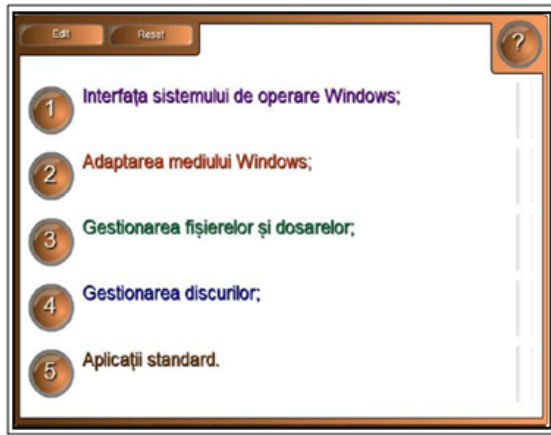 Edit
Reset
?
1 Interfața sistemului de operare Windows;
2 Adaptarea mediului Windows;
3 Gestionarea fișierelor și dosarelor;
4 Gestionarea discurilor;
5 Aplicații standard.